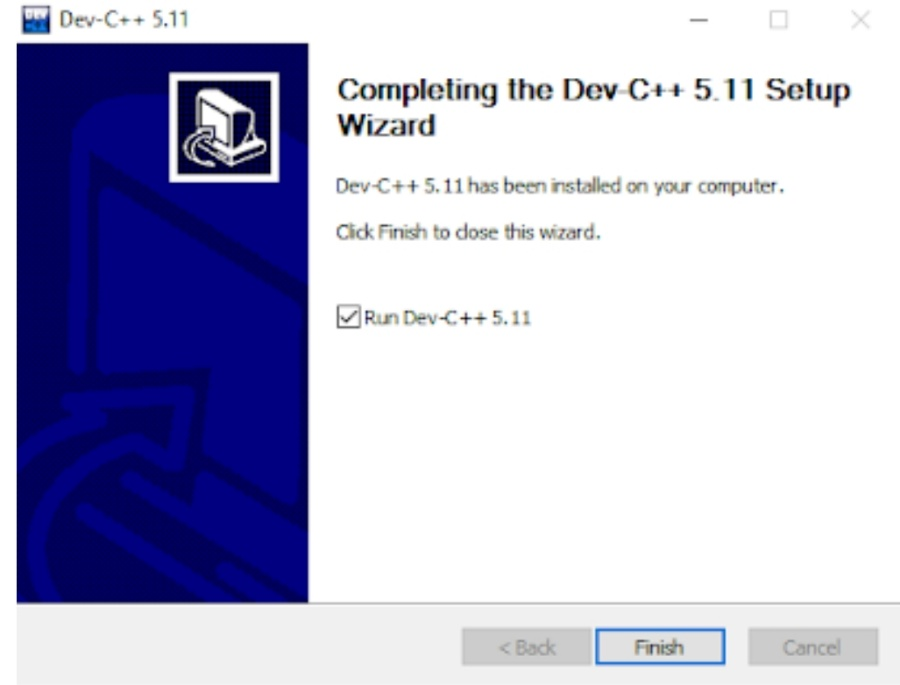 Dev-C++ 5.11
Completing the Dev-C++ 5.11 Setup
Wizard
Dev-C++ 5.11 has been installed on your computer.
Click Finish to close this wizard.
Run Dev-C++ 5.11
< Back
Finish
Cancel